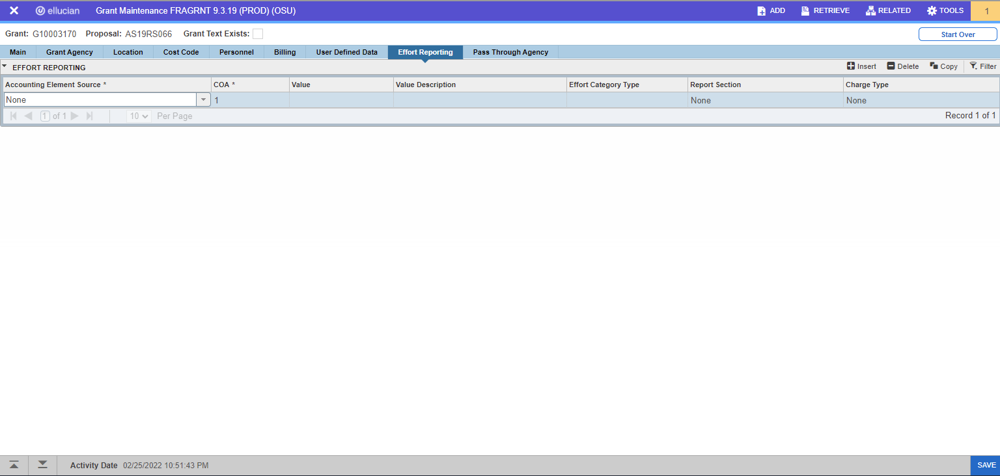 ellucian Grant Maintenance FRAGRNT 9.3.19 (PROD) (OSU) ADD RETRIEVE RELATED TOOLS 1
Grant: G10003170 Proposal: AS19RS066 Grant Text Exists: Start Over
Main Grant Agency Location Cost Code Personnel Billing User Defined Data Effort Reporting Pass Through Agency
EFFORT REPORTING Insert Delete Copy Filter
Accounting Element Source * COA * Value Value Description Effort Category Type Report Section Charge Type
None 1 None None
1 of 1 10 Per Page Record 1 of 1
Activity Date 02/25/2022 10:51:43 PM SAVE